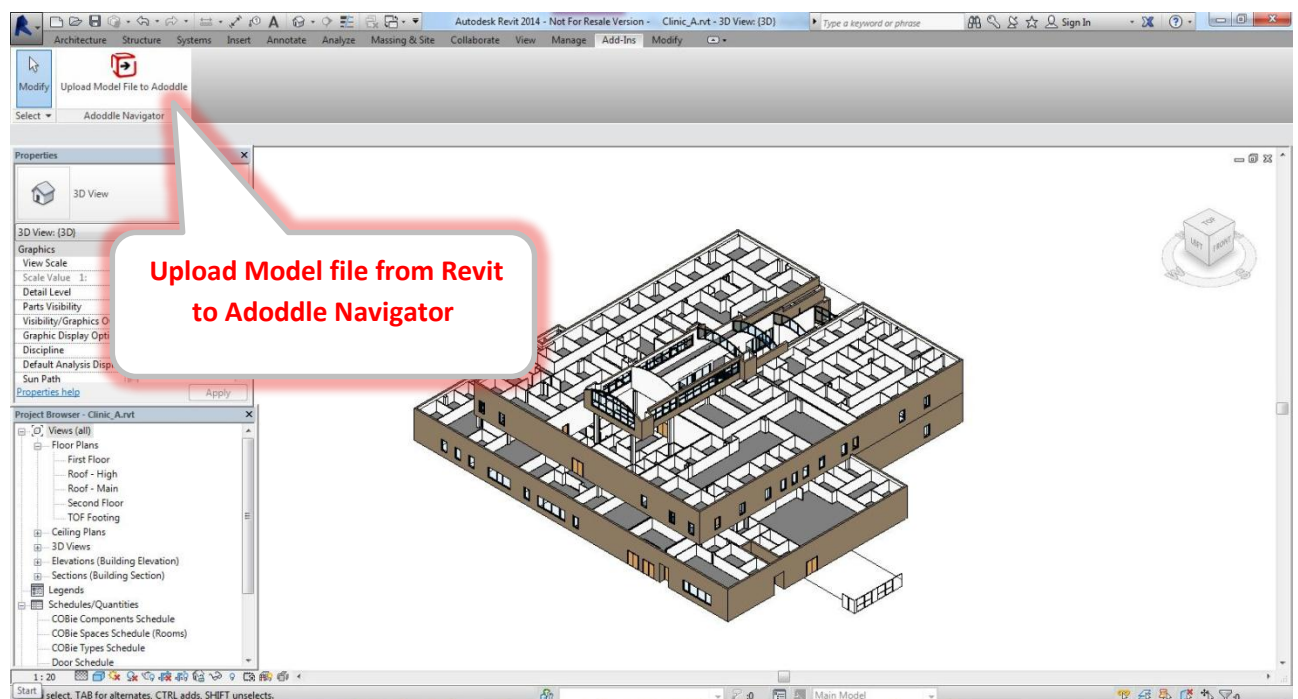 Autodesk Revit 2014 - Not For Resale Version - Clinic_A.rvt - 3D View: {3D}
Type a keyword or phrase
Sign In
Architecture Structure Systems Insert Annotate Analyze Massing & Site Collaborate View Manage Add-Ins Modify
Modify
Upload Model File to Adoddle
Select
Adoddle Navigator
Properties
3D View
3D View: {3D}
Graphics
View Scale
Scale Value 1:
Detail Level
Parts Visibility
Visibility/Graphics O
Graphic Display Opti
Discipline
Default Analysis Disp
Sun Path
Properties help
Apply
Upload Model file from Revit
to Adoddle Navigator
TOP
LEFT
FRONT
Project Browser - Clinic_A.rvt
Views (all)
Floor Plans
First Floor
Roof - High
Roof - Main
Second Floor
TOF Footing
Ceiling Plans
3D Views
Elevations (Building Elevation)
Sections (Building Section)
Legends
Schedules/Quantities
COBie Components Schedule
COBie Spaces Schedule (Rooms)
COBie Types Schedule
Door Schedule
1 : 20
Start
select, TAB for alternates, CTRL adds, SHIFT unselects.
:0
Main Model